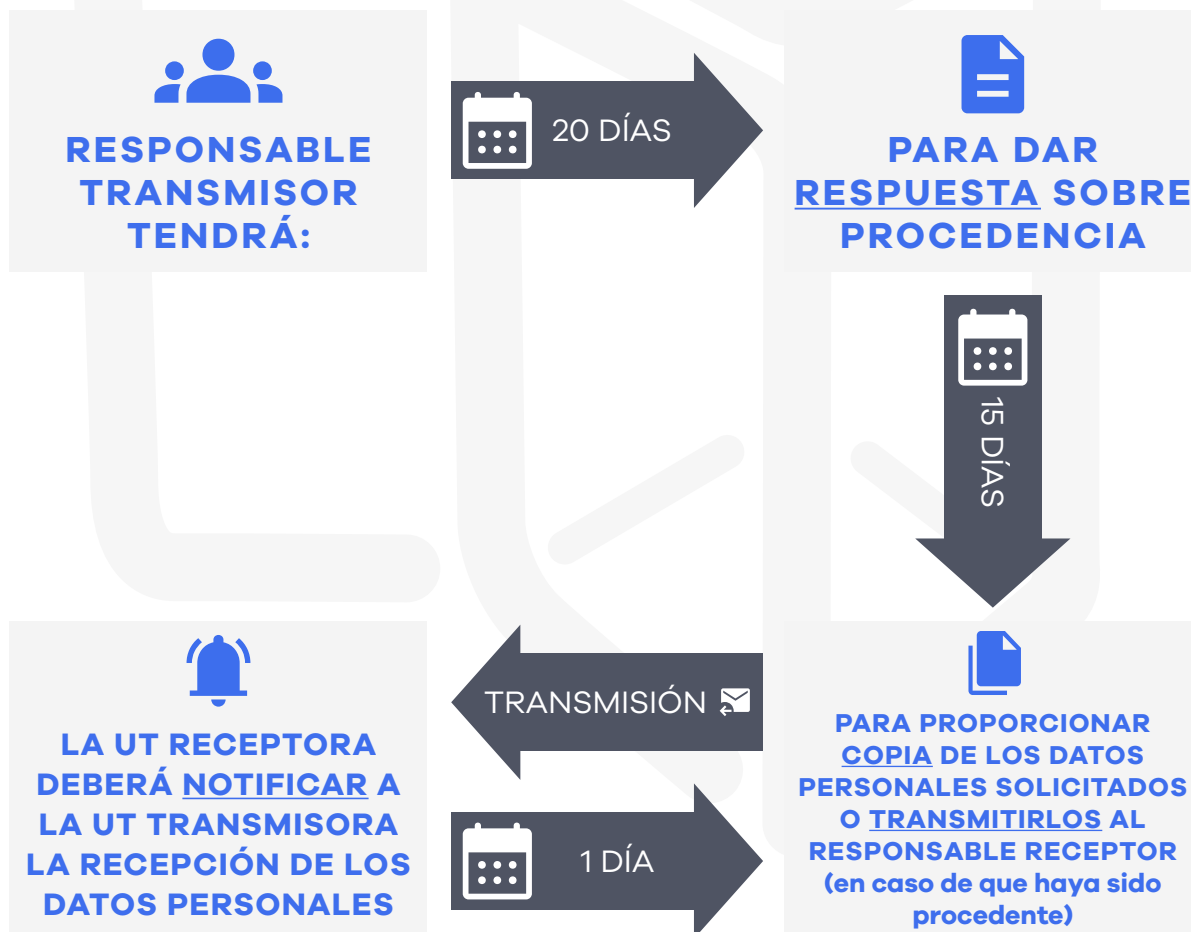 RESPONSABLE
TRANSMISOR
TENDRÁ:
20 DÍAS
PARA DAR
RESPUESTA SOBRE
PROCEDENCIA
15 DÍAS
PARA PROPORCIONAR
COPIA DE LOS DATOS
PERSONALES SOLICITADOS
O TRANSMITIRLOS AL
RESPONSABLE RECEPTOR
(en caso de que haya sido
procedente)
TRANSMISIÓN
LA UT RECEPTORA
DEBERÁ NOTIFICAR A
LA UT TRANSMISORA
LA RECEPCIÓN DE LOS
DATOS PERSONALES
1 DÍA